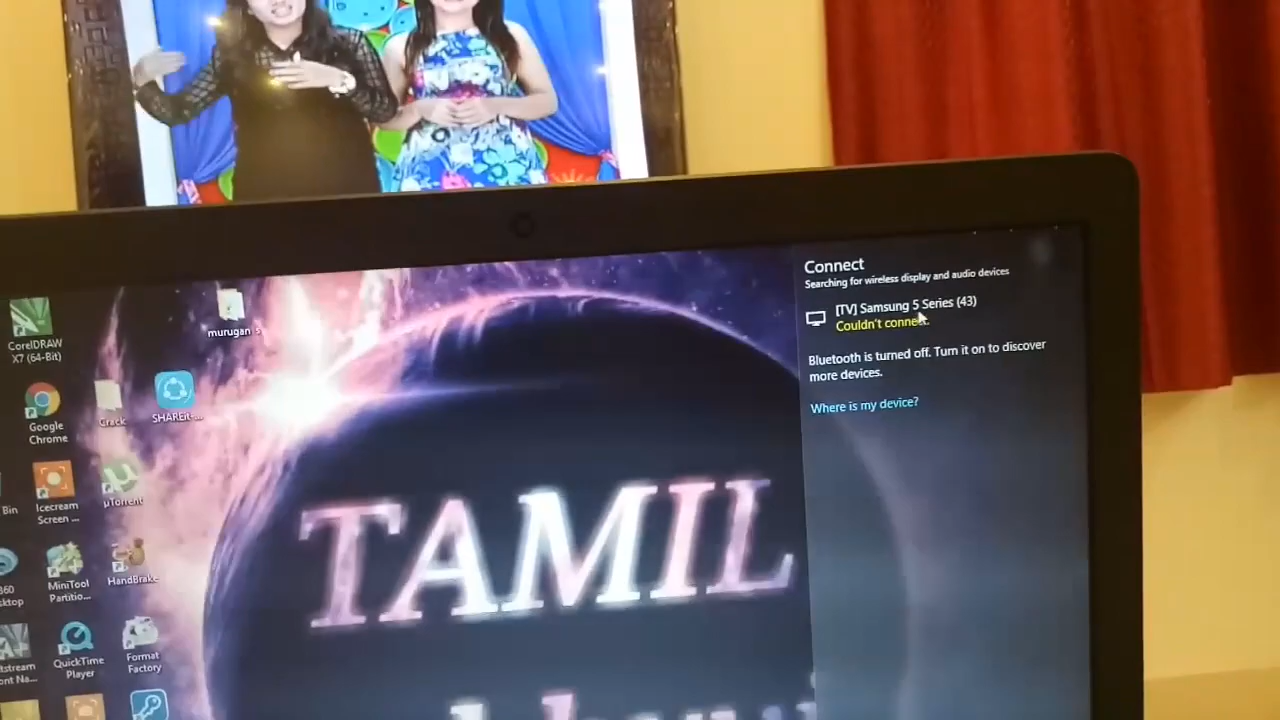 Connect
Searching for wireless display and audio devices
[TV] Samsung 5 Series (43)
Couldn't connect.
Bluetooth is turned off. Turn it on to discover
more devices.
Where is my device?
murugan s
CorelDRAW
X7 (64-Bit)
Google
Chrome
Crack
SHAREit-...
Bin
Icecream
Screen ...
µTorrent
MiniTool
Partitio...
HandBrake
QuickTime
Player
Format
Factory
TAMIL